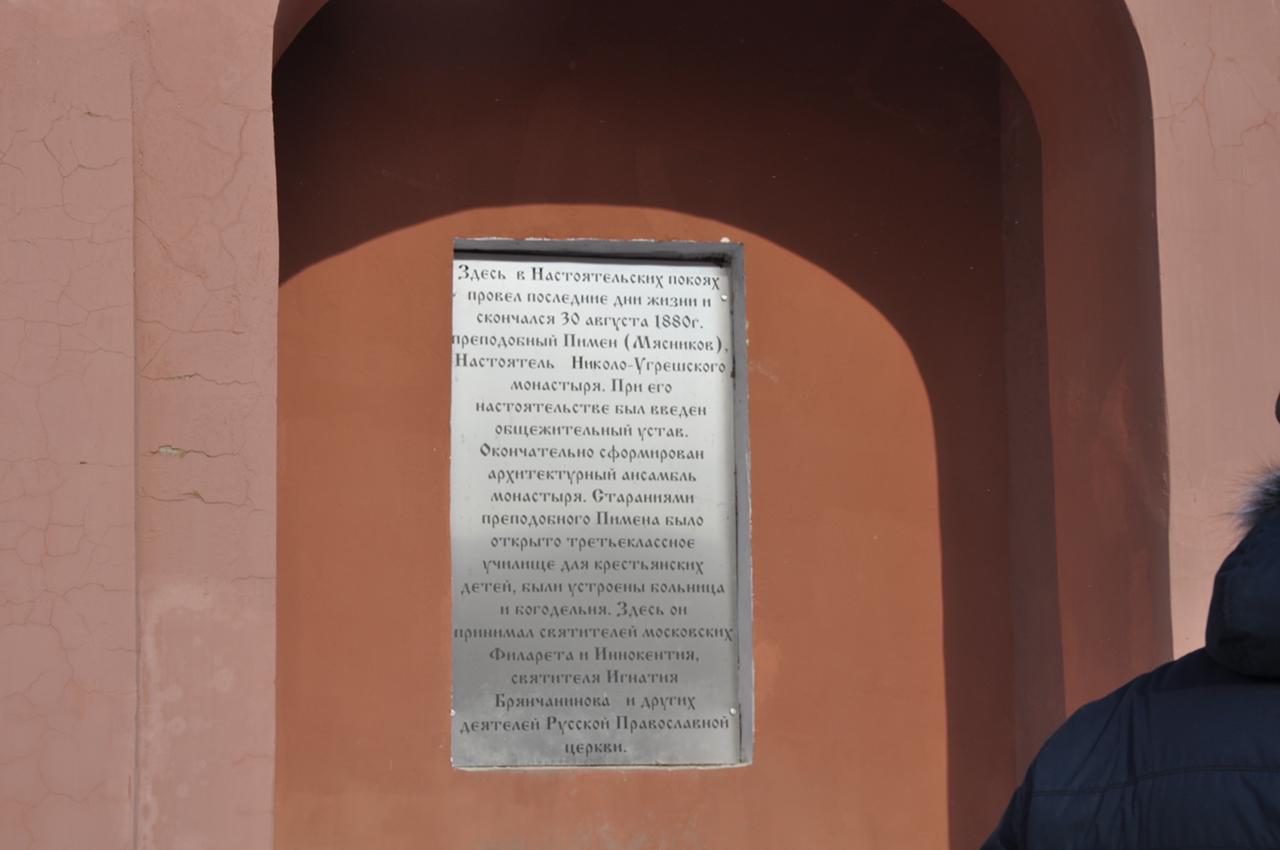 Здесь в Настоятельских покоях
провел последние дни жизни и
скончался 30 августа 1880г.
преподобный Пимен (Мясников),
Настоятель Николо-Угрешского
монастыря. При его
настоятельстве был введен
общежительный устав.
Окончательно сформирован
архитектурный ансамбль
монастыря. Стараниями
преподобного Пимена было
открыто третьеклассное
училище для крестьянских
детей, были устроены больница
и богодельня. Здесь он
принимал святителей московских
Филарета и Иннокентия,
святителя Игнатия
Брянчанинова и других
деятелей Русской Православной
церкви.